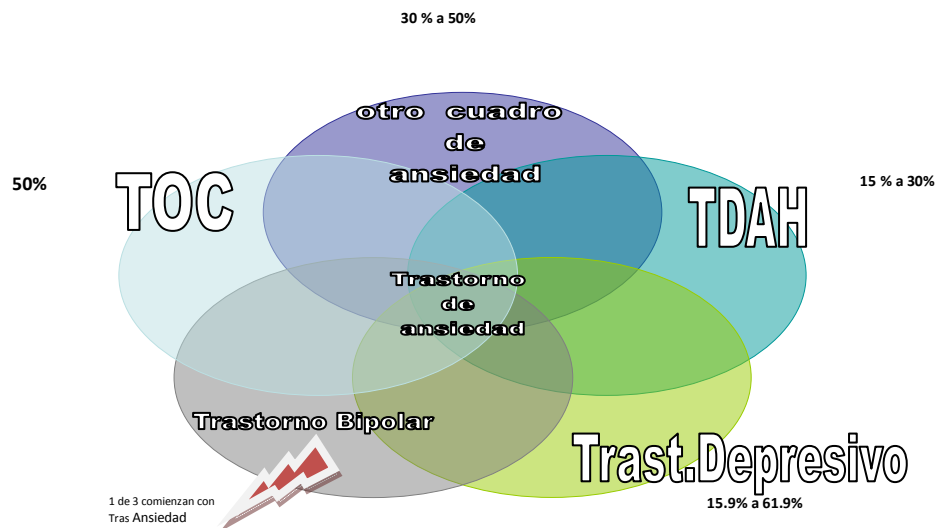 30 % a 50%
otro cuadro
de
ansiedad
50%
TOC
TDAH
15 % a 30%
Trastorno
de
ansiedad
Trastorno Bipolar
Trast.Depresivo
15.9% a 61.9%
1 de 3 comienzan con
Tras Ansiedad